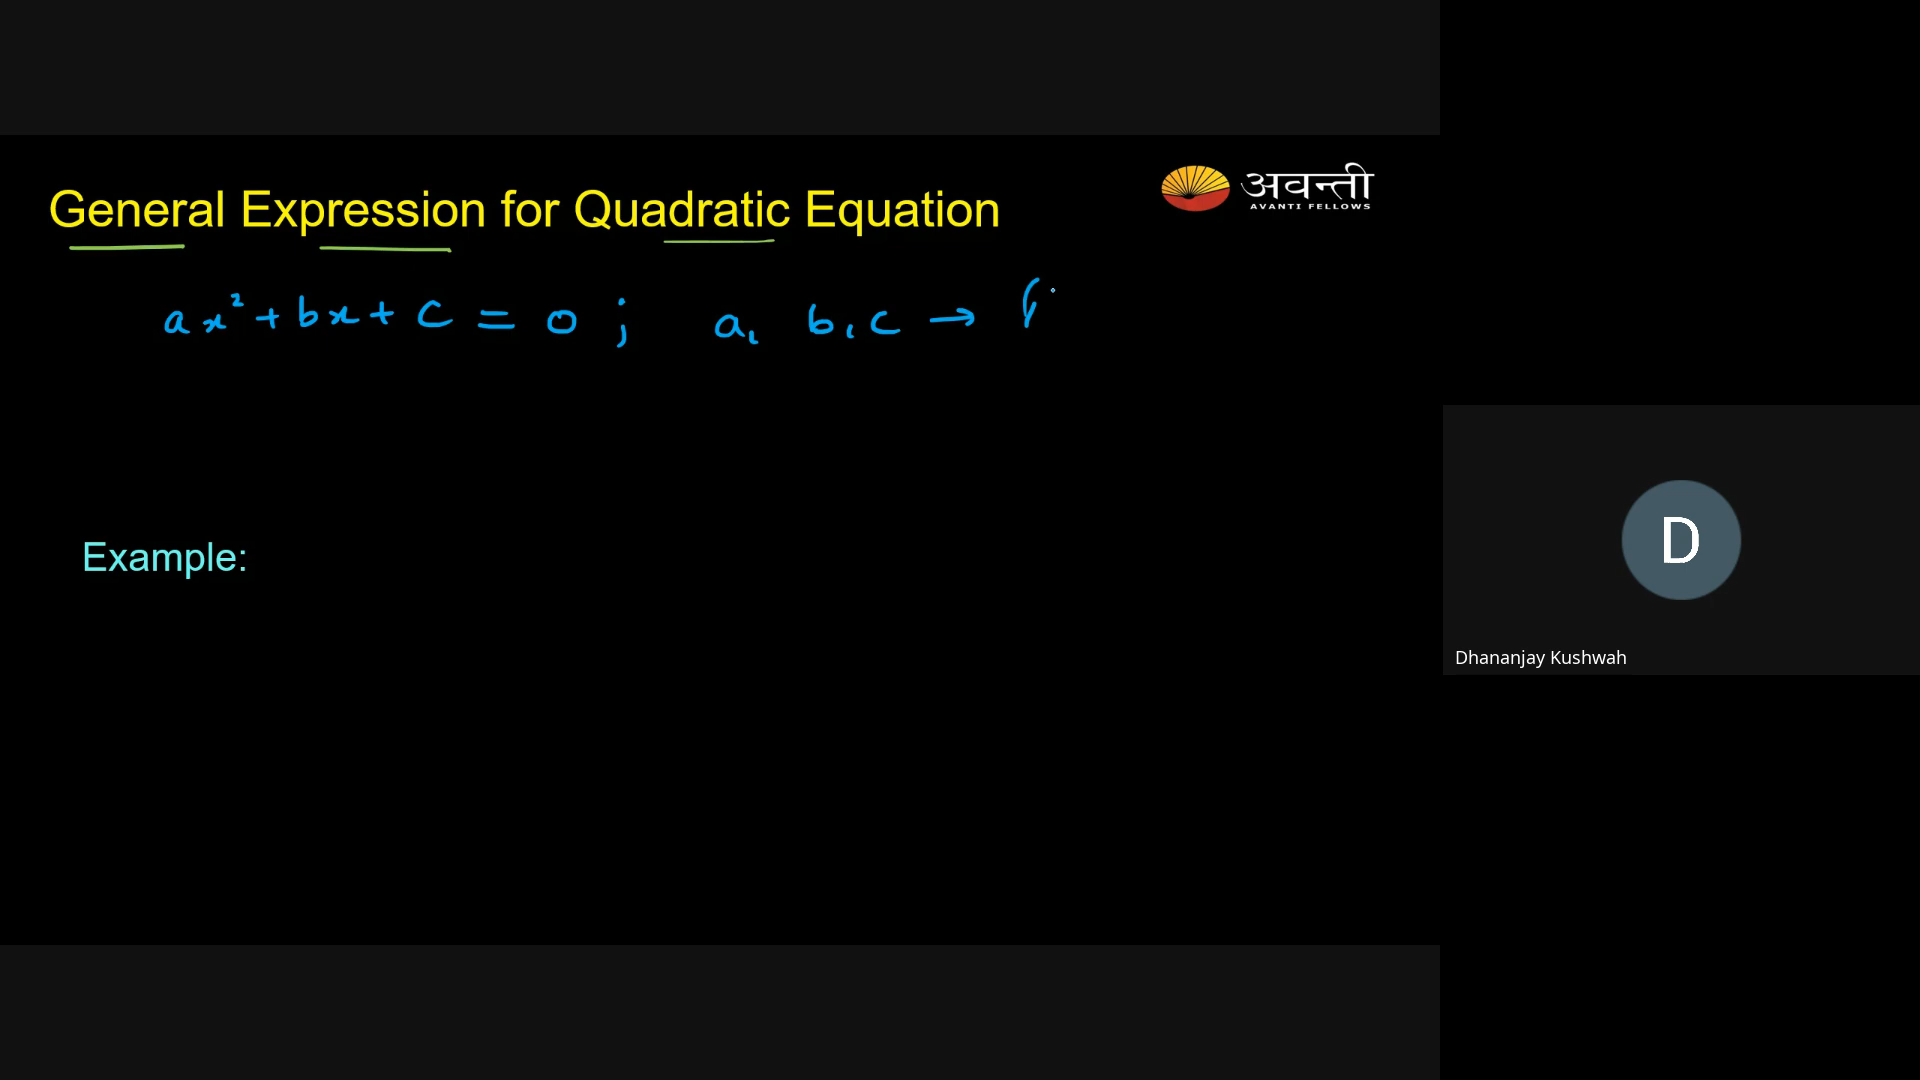 अवन्ती
AVANTI FELLOWS
General Expression for Quadratic Equation
ax² + bx + c = 0 ; a, b, c →
Example:
D
Dhananjay Kushwah